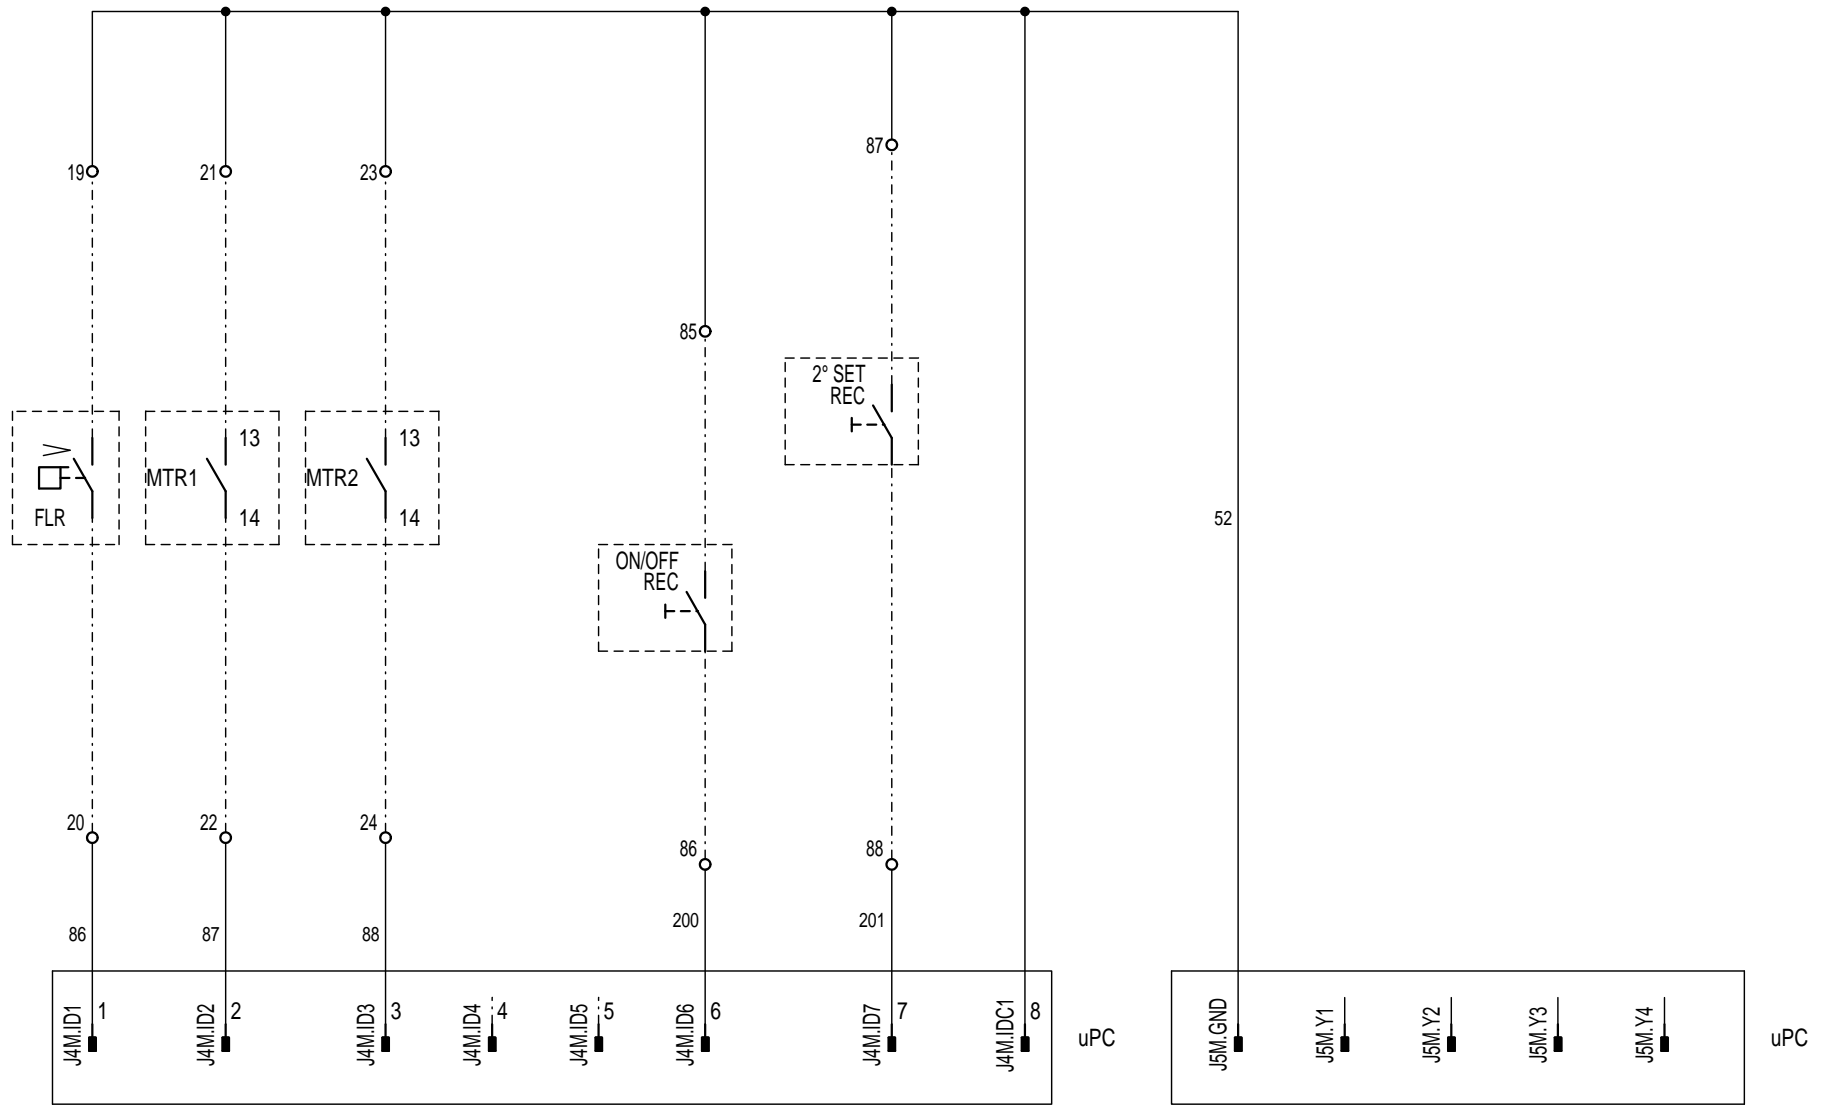 87
19
21
23
85
2º SET
REC
13
13
MTR1
MTR2
FLR
14
14
52
ON/OFF
REC
20
22
24
86
88
86
87
88
200
201
J4M.ID1 1
J4M.ID2 2
J4M.ID3 3
J4M.ID4 4
J4M.ID5 5
J4M.ID6 6
J4M.ID7 7
J4M.IDC1 8
uPC
J5M.GND
J5M.Y1
J5M.Y2
J5M.Y3
J5M.Y4
uPC